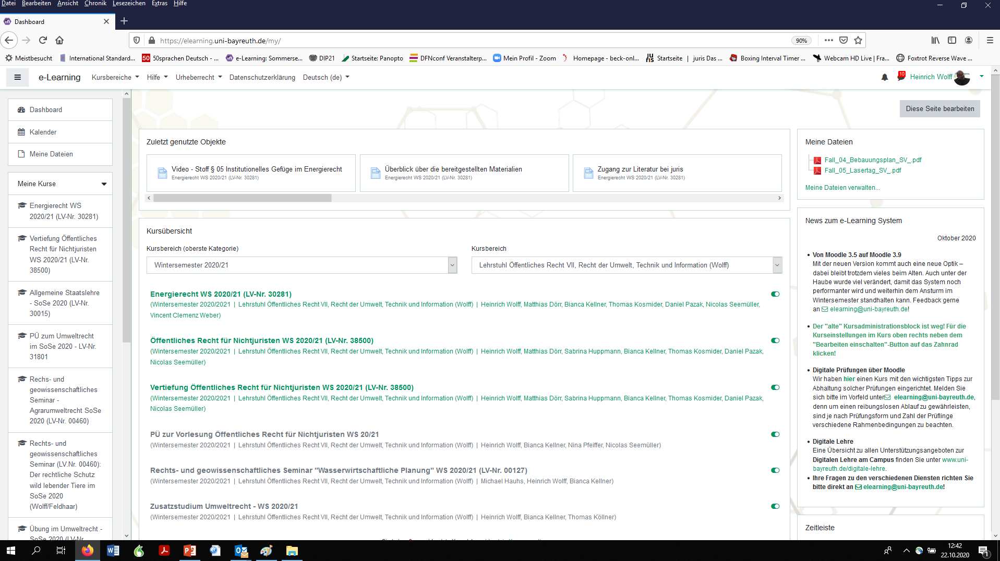 Datei Bearbeiten Ansicht Chronik Lesezeichen Extras Hilfe
Dashboard
https://elearning.uni-bayreuth.de/my/
90%
Meistbesucht International Standard... 50sprachen Deutsch - ... e-Learning: Sommerse... DIP21 Startseite: Panopto DFNconf Veranstalterp... Mein Profil - Zoom Homepage - beck-onl... Startseite | juris Das ... Boxing Interval Timer ... Webcam HD Live | Fra... Foxtrot Reverse Wave ...
e-Learning Kursbereiche Hilfe Urheberrecht Datenschutzerklärung Deutsch (de)
10 Heinrich Wolff
Dashboard
Kalender
Meine Dateien
Meine Kurse
Energierecht WS
2020/21 (LV-Nr. 30281)
Vertiefung Öffentliches
Recht für Nichtjuristen
WS 2020/21 (LV-Nr.
38500)
Allgemeine Staatslehre
- SoSe 2020 (LV-Nr.
30015)
PÜ zum Umweltrecht
im SoSe 2020 - LV-Nr.
31801
Rechs- und
geowissenschaftliches
Seminar -
Agrarumweltrecht SoSe
2020 (LV-Nr. 00460)
Rechts- und
geowissenschaftliches
Seminar (LV.Nr. 00460):
Der rechtliche Schutz
wild lebender Tiere im
SoSe 2020
(Wolff/Feldhaar)
Übung im Umweltrecht -
SoSe 2020 (LV-Nr.
Diese Seite bearbeiten
Zuletzt genutzte Objekte
Video - Stoff § 05 Institutionelles Gefüge im Energierecht
Energierecht WS 2020/21 (LV-Nr. 30281)
Überblick über die bereitgestellten Materialien
Energierecht WS 2020/21 (LV-Nr. 30281)
Zugang zur Literatur bei juris
Energierecht WS 2020/21 (LV-Nr. 30281)
Kursübersicht
Kursbereich (oberste Kategorie)
Wintersemester 2020/21
Kursbereich
Lehrstuhl Öffentliches Recht VII, Recht der Umwelt, Technik und Information (Wolff)
Energierecht WS 2020/21 (LV-Nr. 30281)
(Wintersemester 2020/2021 | Lehrstuhl Öffentliches Recht VII, Recht der Umwelt, Technik und Information (Wolff) | Heinrich Wolff, Matthias Dörr, Bianca Kellner, Thomas Kosmider, Daniel Pazak, Nicolas Seemüller,
Vincent Clemenz Weber)
Öffentliches Recht für Nichtjuristen WS 2020/21 (LV-Nr. 38500)
(Wintersemester 2020/2021 | Lehrstuhl Öffentliches Recht VII, Recht der Umwelt, Technik und Information (Wolff) | Heinrich Wolff, Matthias Dörr, Sabrina Huppmann, Bianca Kellner, Thomas Kosmider, Daniel Pazak,
Nicolas Seemüller)
Vertiefung Öffentliches Recht für Nichtjuristen WS 2020/21 (LV-Nr. 38500)
(Wintersemester 2020/2021 | Lehrstuhl Öffentliches Recht VII, Recht der Umwelt, Technik und Information (Wolff) | Heinrich Wolff, Matthias Dörr, Sabrina Huppmann, Bianca Kellner, Thomas Kosmider, Daniel Pazak,
Nicolas Seemüller)
PÜ zur Vorlesung Öffentliches Recht für Nichtjuristen WS 20/21
(Wintersemester 2020/2021 | Lehrstuhl Öffentliches Recht VII, Recht der Umwelt, Technik und Information (Wolff) | Heinrich Wolff, Bianca Kellner, Nina Pfeiffer, Nicolas Seemüller)
Rechts- und geowissenschaftliches Seminar "Wasserwirtschaftliche Planung" WS 2020/21 (LV-Nr. 00127)
(Wintersemester 2020/2021 | Lehrstuhl Öffentliches Recht VII, Recht der Umwelt, Technik und Information (Wolff) | Michael Hauhs, Heinrich Wolff, Bianca Kellner)
Zusatzstudium Umweltrecht - WS 2020/21
(Wintersemester 2020/2021 | Lehrstuhl Öffentliches Recht VII, Recht der Umwelt, Technik und Information (Wolff) | Heinrich Wolff, Bianca Kellner, Thomas Köllner)
Meine Dateien
Fall_04_Bebauungsplan_SV_.pdf
Fall_05_Lasertag_SV_.pdf
Meine Dateien verwalten...
News zum e-Learning System
Oktober 2020
• Von Moodle 3.5 auf Moodle 3.9
Mit der neuen Version kommt auch eine neue Optik –
dabei bleibt trotzdem vieles beim Alten. Auch unter der
Haube wurde viel verändert, damit das System noch
performanter wird und weiterhin dem Ansturm im
Wintersemester standhalten kann. Feedback gerne
an elearning@uni-bayreuth.de!
• Der "alte" Kursadministrationsblock ist weg! Für die
Kurseinstellungen im Kurs oben rechts neben dem
"Bearbeiten einschalten"-Button auf das Zahnrad
klicken!
• Digitale Prüfungen über Moodle
Wir haben hier einen Kurs mit den wichtigsten Tipps zur
Abhaltung solcher Prüfungen eingerichtet. Melden Sie
sich bitte im Vorfeld unter elearning@uni-bayreuth.de,
denn um einen reibungslosen Ablauf zu gewährleisten,
sind je nach Prüfungsform und Zahl der Prüflinge
verschiedene Rahmenbedingungen zu beachten.
• Digitale Lehre
Eine Übersicht zu allen Unterstützungsangeboten zur
Digitalen Lehre am Campus finden Sie unter www.uni-
bayreuth.de/digitale-lehre.
• Ihre Fragen zu den verschiedenen Diensten richten Sie
bitte direkt an elearning@uni-bayreuth.de!
Zeitleiste
12:42
22.10.2020
1